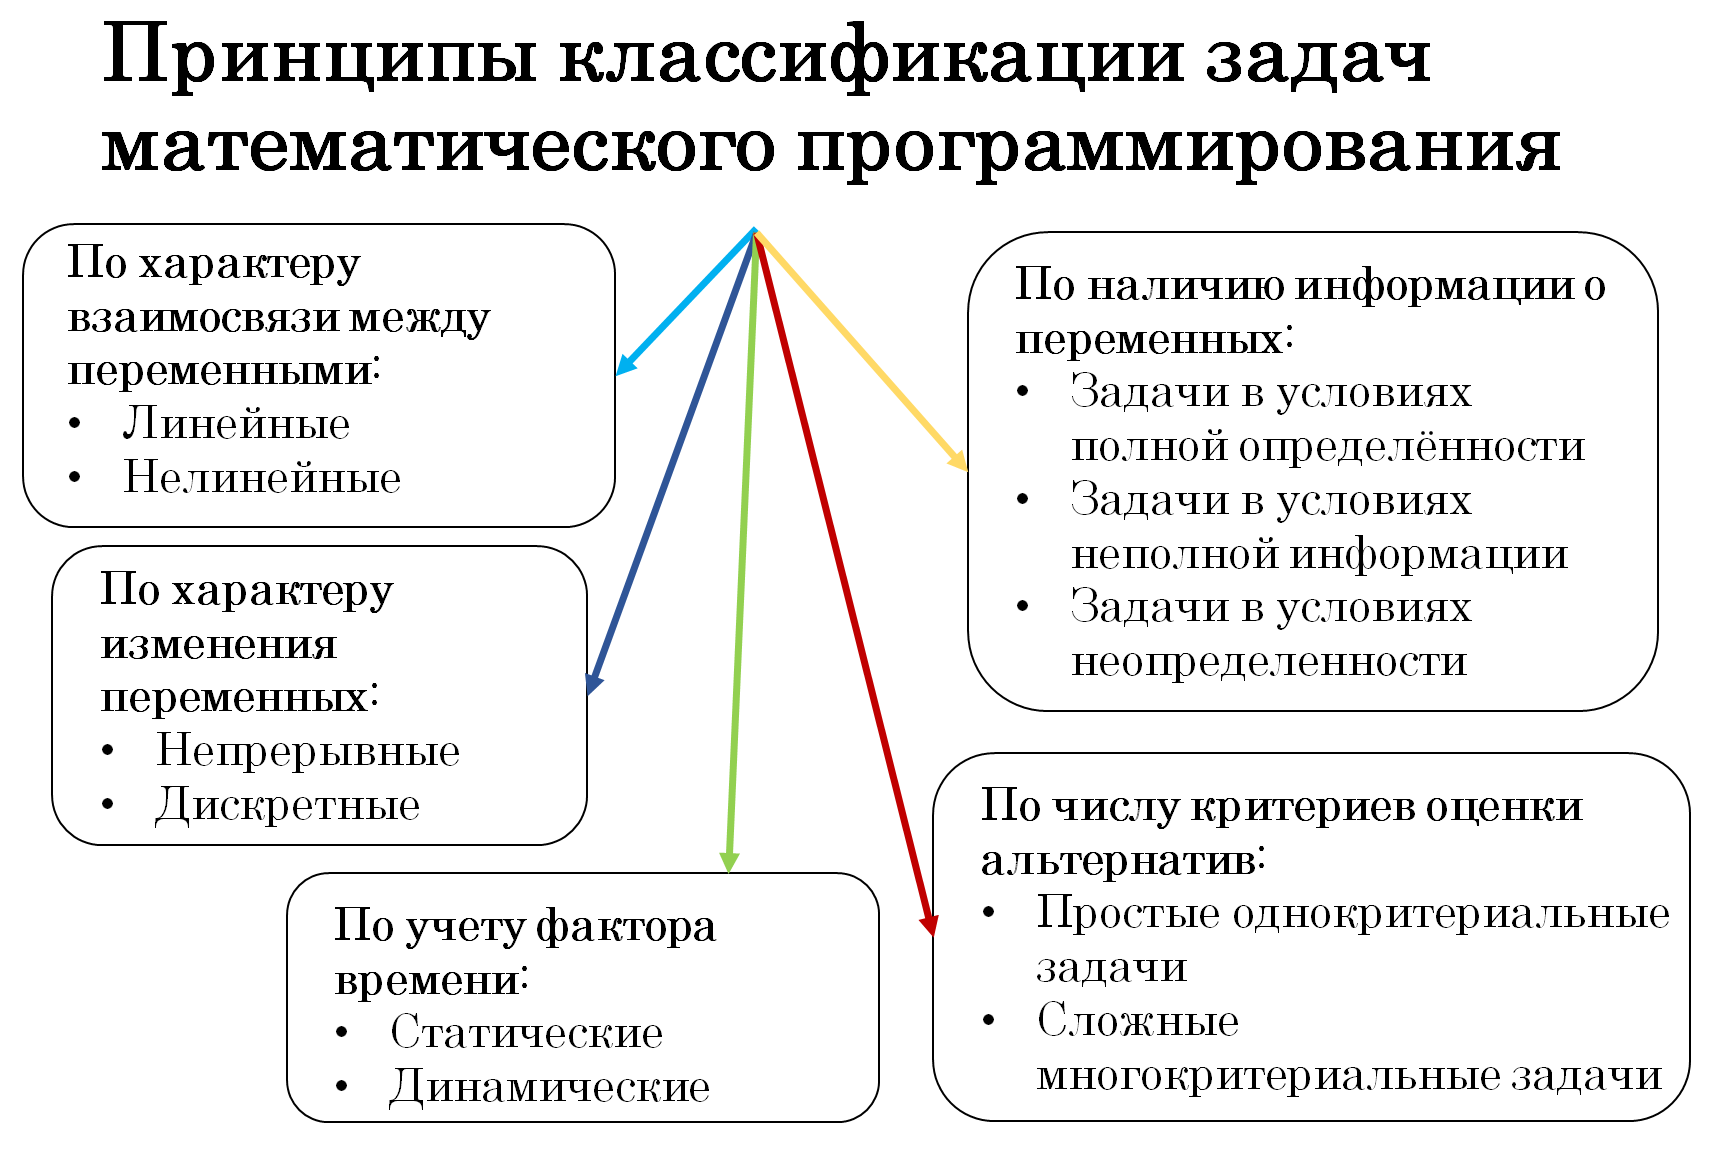 Принципы классификации задач
математического программирования
По характеру
взаимосвязи между
переменными:
• Линейные
• Нелинейные
По характеру
изменения
переменных:
• Непрерывные
• Дискретные
По учету фактора
времени:
• Статические
• Динамические
По наличию информации о
переменных:
• Задачи в условиях
полной определённости
• Задачи в условиях
неполной информации
• Задачи в условиях
неопределенности
По числу критериев оценки
альтернатив:
• Простые однокритериальные
задачи
• Сложные
многокритериальные задачи